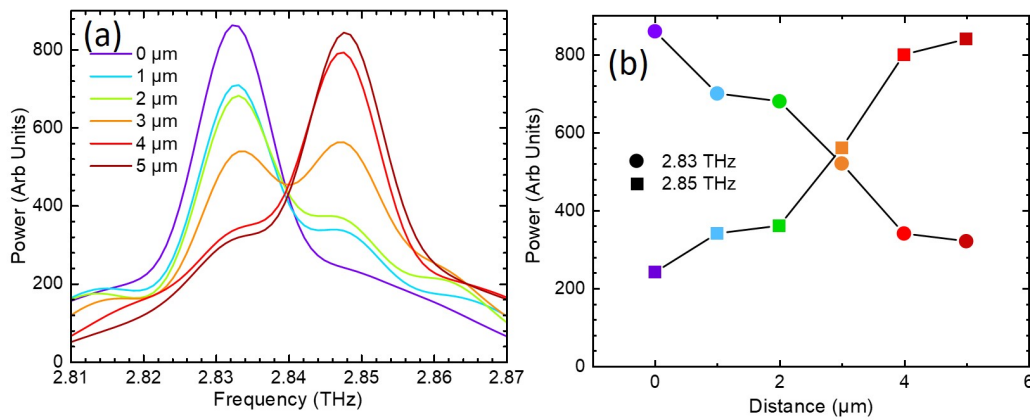 (a)
0 µm
1 µm
2 µm
3 µm
4 µm
5 µm
Power (Arb Units)
800
600
400
200
0
2.81 2.82 2.83 2.84 2.85 2.86 2.87
Frequency (THz)
(b)
2.83 THz
2.85 THz
Power (Arb Units)
800
600
400
200
0
0 2 4 6
Distance (µm)